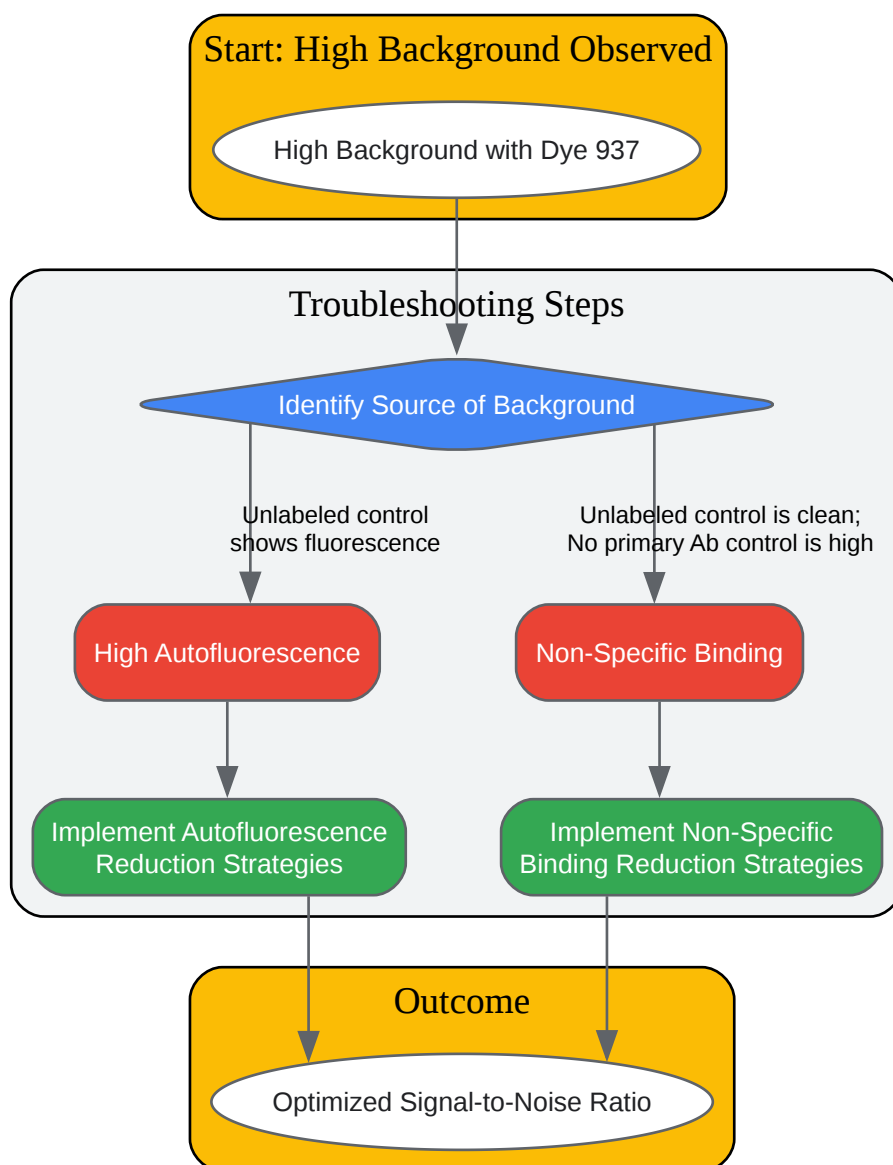 Start: High Background Observed
High Background with Dye 937
Troubleshooting Steps
Identify Source of Background
Unlabeled control
shows fluorescence
Unlabeled control is clean;
No primary Ab control is high
High Autofluorescence
Non-Specific Binding
Implement Autofluorescence
Reduction Strategies
Implement Non-Specific
Binding Reduction Strategies
Outcome
Optimized Signal-to-Noise Ratio